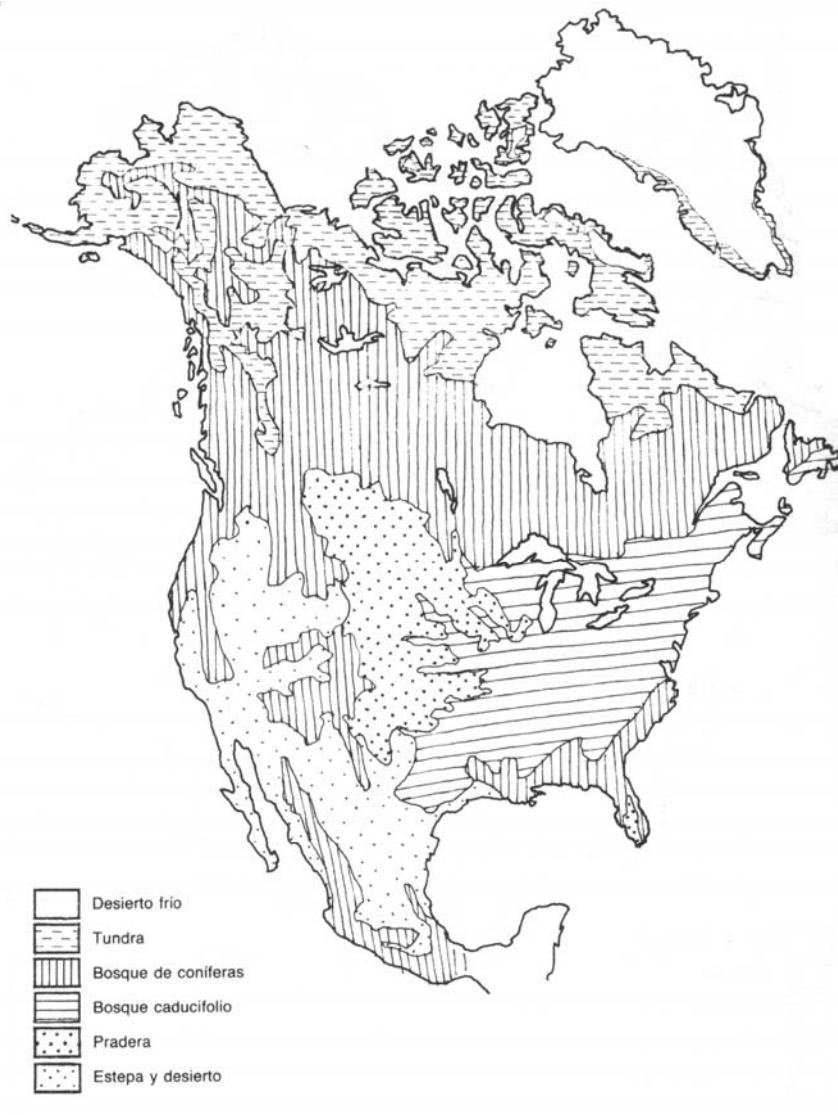 Desierto frío
Tundra
Bosque de coníferas
Bosque caducifolio
Pradera
Estepa y desierto